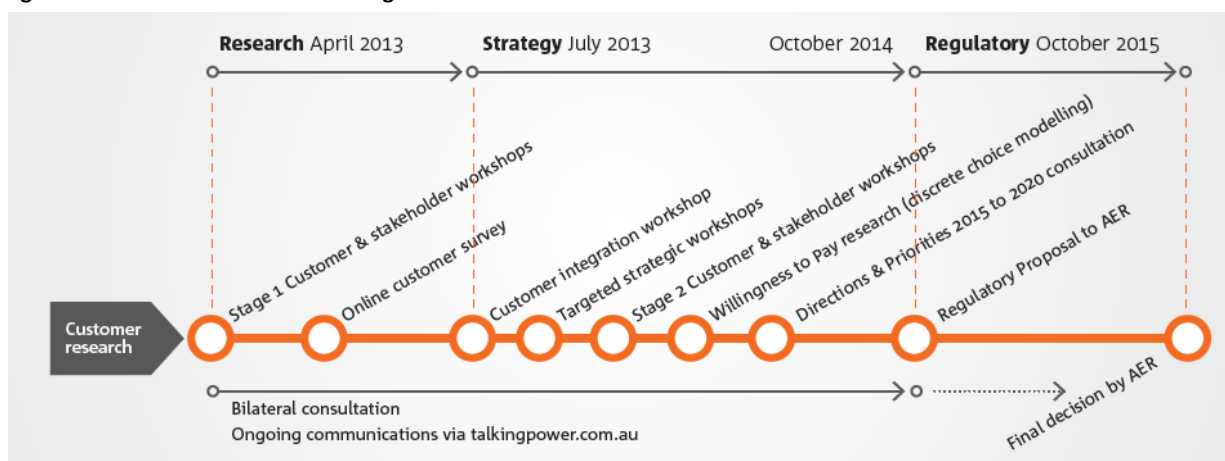 Research April 2013
Strategy July 2013
October 2014
Regulatory October 2015
Stage 1 Customer & stakeholder workshops
Online customer survey
Customer integration workshop
Targeted strategic workshops
Stage 2 Customer & stakeholder workshops
Willingness to Pay research (discrete choice modelling)
Directions & Priorities 2015 to 2020 consultation
Regulatory Proposal to AER
Customer
research
Final decision by AER
Bilateral consultation
Ongoing communications via talkingpower.com.au